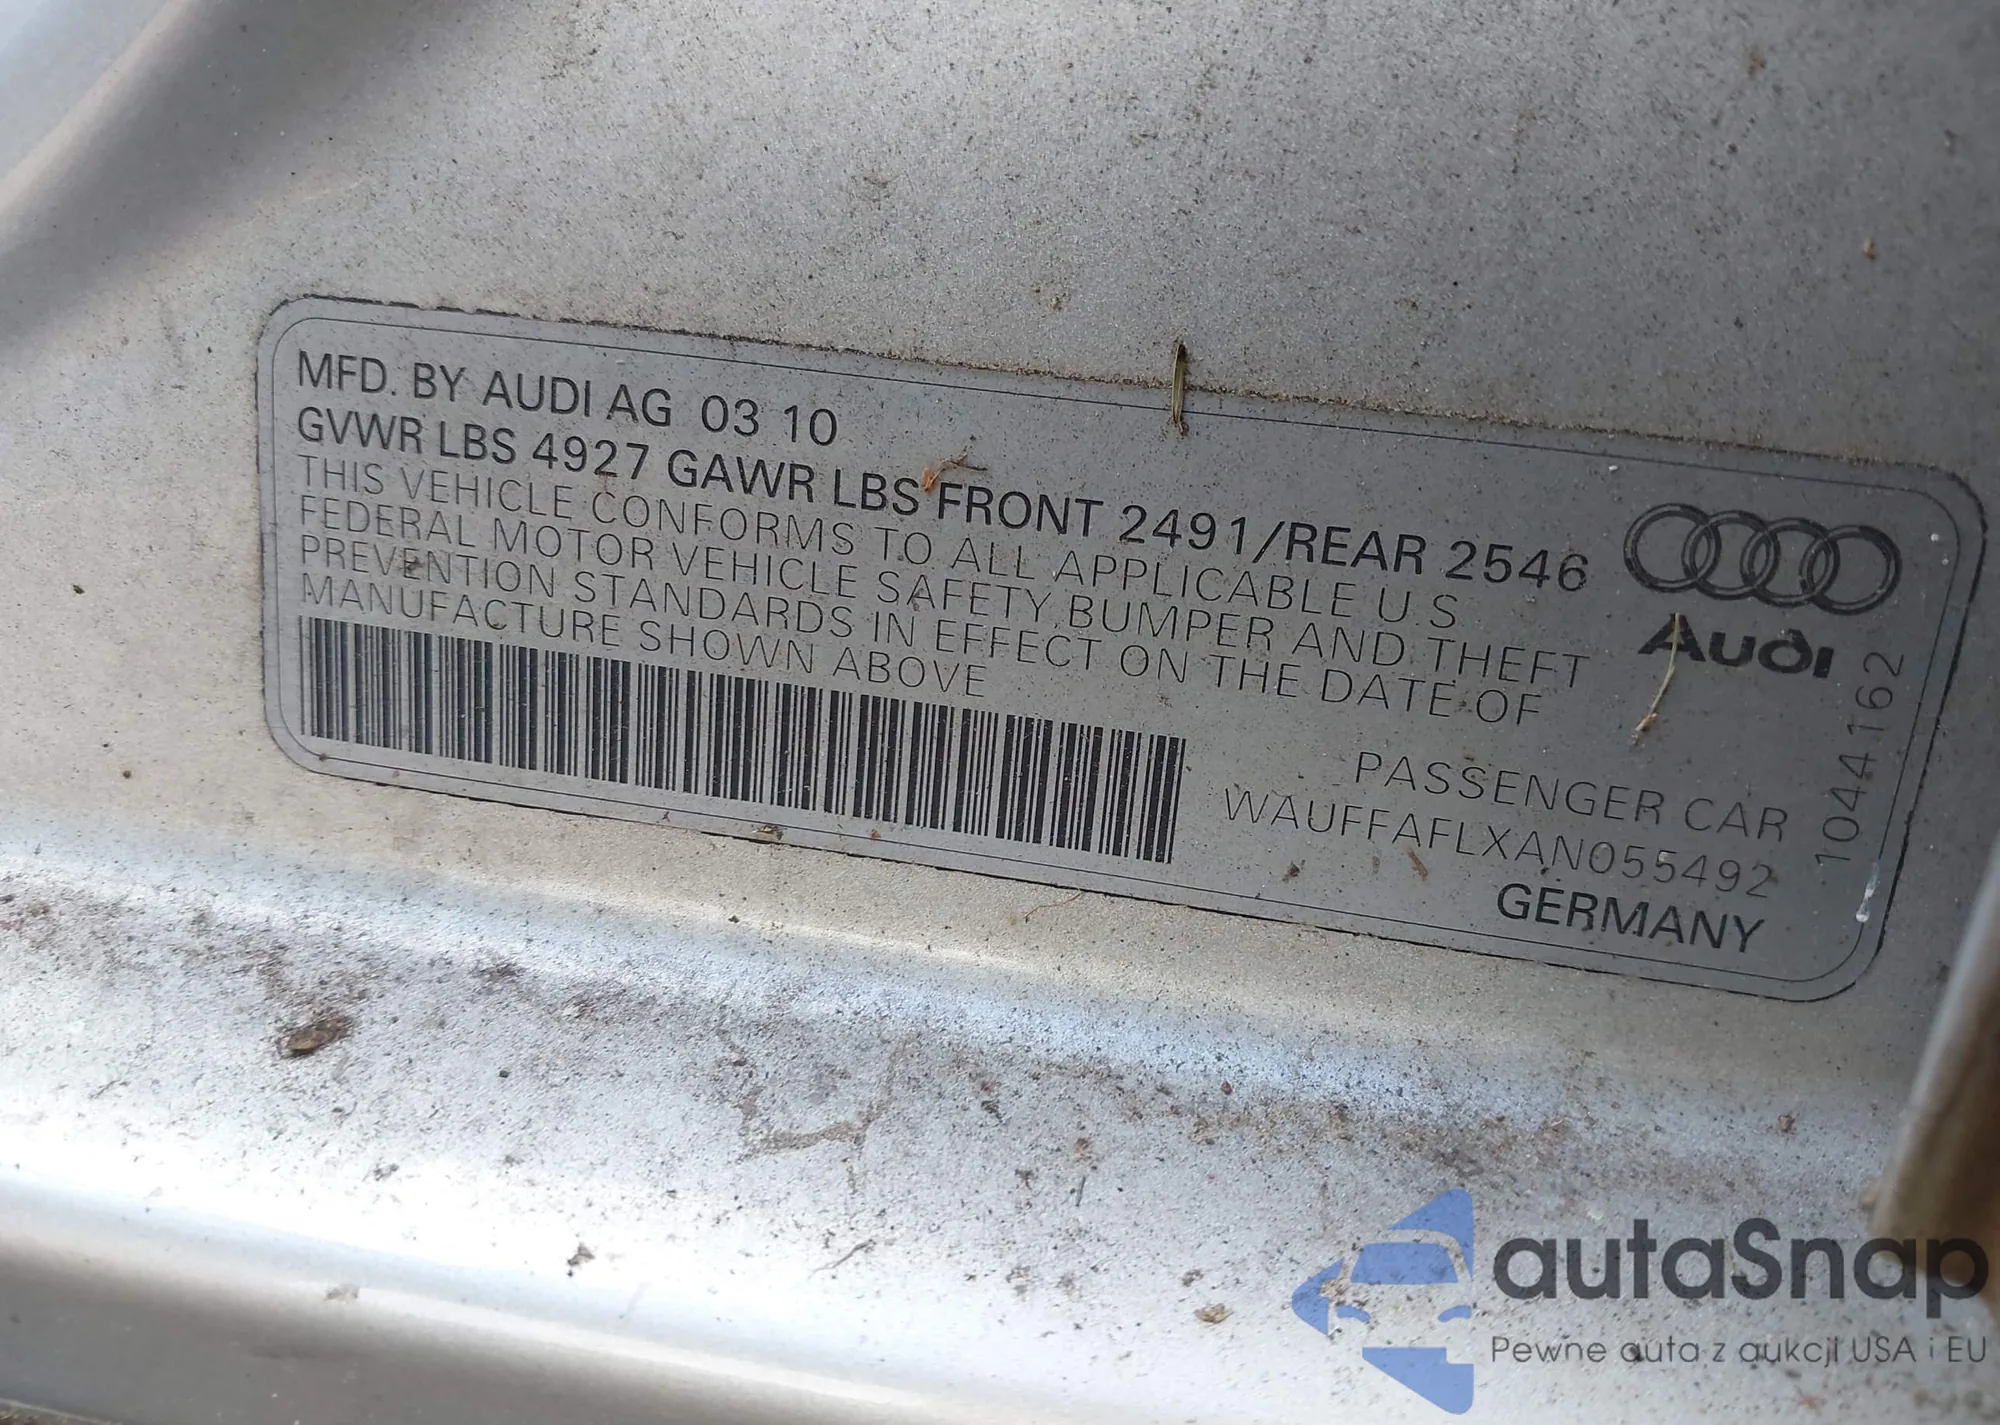 MFD. BY AUDI AG 03 10
GVWR LBS 4927 GAWR LBS FRONT 2491/REAR 2546
THIS VEHICLE CONFORMS TO ALL APPLICABLE U.S
FEDERAL MOTOR VEHICLE SAFETY, BUMPER AND THEFT
PREVENTION STANDARDS IN EFFECT ON THE DATE OF
MANUFACTURE SHOWN ABOVE
Audi
1044162
PASSENGER CAR
WAUFFAFLXAN055492
GERMANY
autaSnap
Pewne auta z aukcji USA i EU